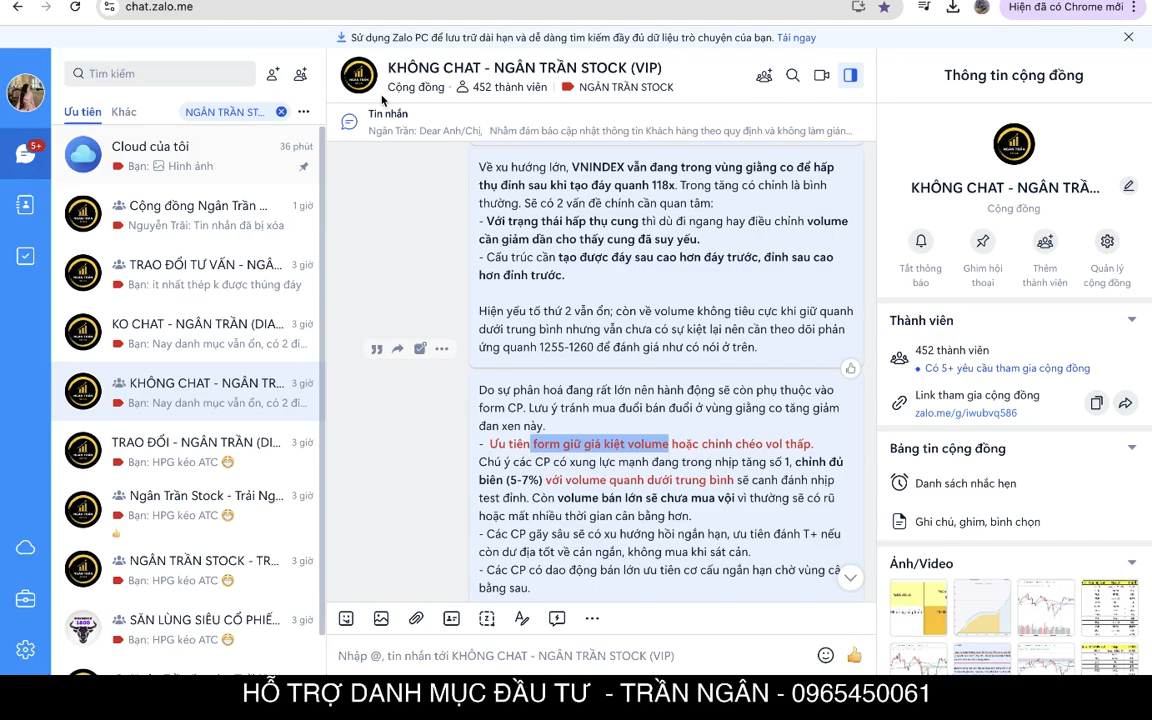 chat.zalo.me
Hiện đã có Chrome mới
Sử dụng Zalo PC để lưu trữ dài hạn và dễ dàng tìm kiếm đầy đủ dữ liệu trò chuyện của bạn. Tải ngay
Tìm kiếm
Ưu tiên
Khác
NGÂN TRẦN ST...
5+
Cloud của tôi
36 phút
Bạn: Hình ảnh
Cộng đồng Ngân Trần ...
1 giờ
Nguyễn Trãi: Tin nhắn đã bị xóa
TRAO ĐỔI TƯ VẤN - NGÂ...
3 giờ
Bạn: ít nhất thép k được thủng đáy
KO CHAT - NGÂN TRẦN (DIA...
3 giờ
Bạn: Nay danh mục vẫn ổn, có 2 đi...
KHÔNG CHAT - NGÂN TR...
3 giờ
Bạn: Nay danh mục vẫn ổn, có 2 đi...
TRAO ĐỔI - NGÂN TRẦN (DI...
3 giờ
Bạn: HPG kéo ATC
Ngân Trần Stock - Trải Ng...
3 giờ
Bạn: HPG kéo ATC
NGÂN TRẦN STOCK - TR...
3 giờ
Bạn: HPG kéo ATC
SĂN LÙNG SIÊU CỔ PHIẾ...
3 giờ
Bạn: HPG kéo ATC
KHÔNG CHAT - NGÂN TRẦN STOCK (VIP)
Cộng đồng
452 thành viên
NGÂN TRẦN STOCK
Tin nhắn
Ngân Trần: Dear Anh/Chị, Nhằm đảm bảo cập nhật thông tin Khách hàng theo quy định và không làm gián...
Về xu hướng lớn, VNINDEX vẫn đang trong vùng giằng co để hấp
thụ đỉnh sau khi tạo đáy quanh 118x. Trong tăng có chỉnh là bình
thường. Sẽ có 2 vấn đề chính cần quan tâm:
- Với trạng thái hấp thụ cung thì dù đi ngang hay điều chỉnh volume
cần giảm dần cho thấy cung đã suy yếu.
- Cấu trúc cần tạo được đáy sau cao hơn đáy trước, đỉnh sau cao
hơn đỉnh trước.
Hiện yếu tố thứ 2 vẫn ổn; còn về volume không tiêu cực khi giữ quanh
dưới trung bình nhưng vẫn chưa có sự kiệt lại nên cần theo dõi phản
ứng quanh 1255-1260 để đánh giá như có nói ở trên.
Do sự phân hoá đang rất lớn nên hành động sẽ còn phụ thuộc vào
form CP. Lưu ý tránh mua đuổi bán đuổi ở vùng giằng co tăng giảm
đan xen này.
- Ưu tiên form giữ giá kiệt volume hoặc chỉnh chéo vol thấp.
Chú ý các CP có xung lực mạnh đang trong nhịp tăng số 1, chỉnh đủ
biên (5-7%) với volume quanh dưới trung bình sẽ canh đánh nhịp
test đỉnh. Còn volume bán lớn sẽ chưa mua vội vì thường sẽ có rũ
hoặc mất nhiều thời gian cân bằng hơn.
- Các CP gãy sâu sẽ có xu hướng hồi ngắn hạn, ưu tiên đánh T+ nếu
còn dư địa tốt về cản ngắn, không mua khi sát cản.
- Các CP có dao động bán lớn ưu tiên cơ cấu ngắn hạn chờ vùng câ
bằng sau.
Nhập @, tin nhắn tới KHÔNG CHAT - NGÂN TRẦN STOCK (VIP)
Thông tin cộng đồng
KHÔNG CHAT - NGÂN TRẦ...
Cộng đồng
Tắt thông báo
Ghim hội thoại
Thêm thành viên
Quản lý cộng đồng
Thành viên
452 thành viên
Có 5+ yêu cầu tham gia cộng đồng
Link tham gia cộng đồng
zalo.me/g/iwubvq586
Bảng tin cộng đồng
Danh sách nhắc hẹn
Ghi chú, ghim, bình chọn
Ảnh/Video
HỖ TRỢ DANH MỤC ĐẦU TƯ - TRẦN NGÂN - 0965450061